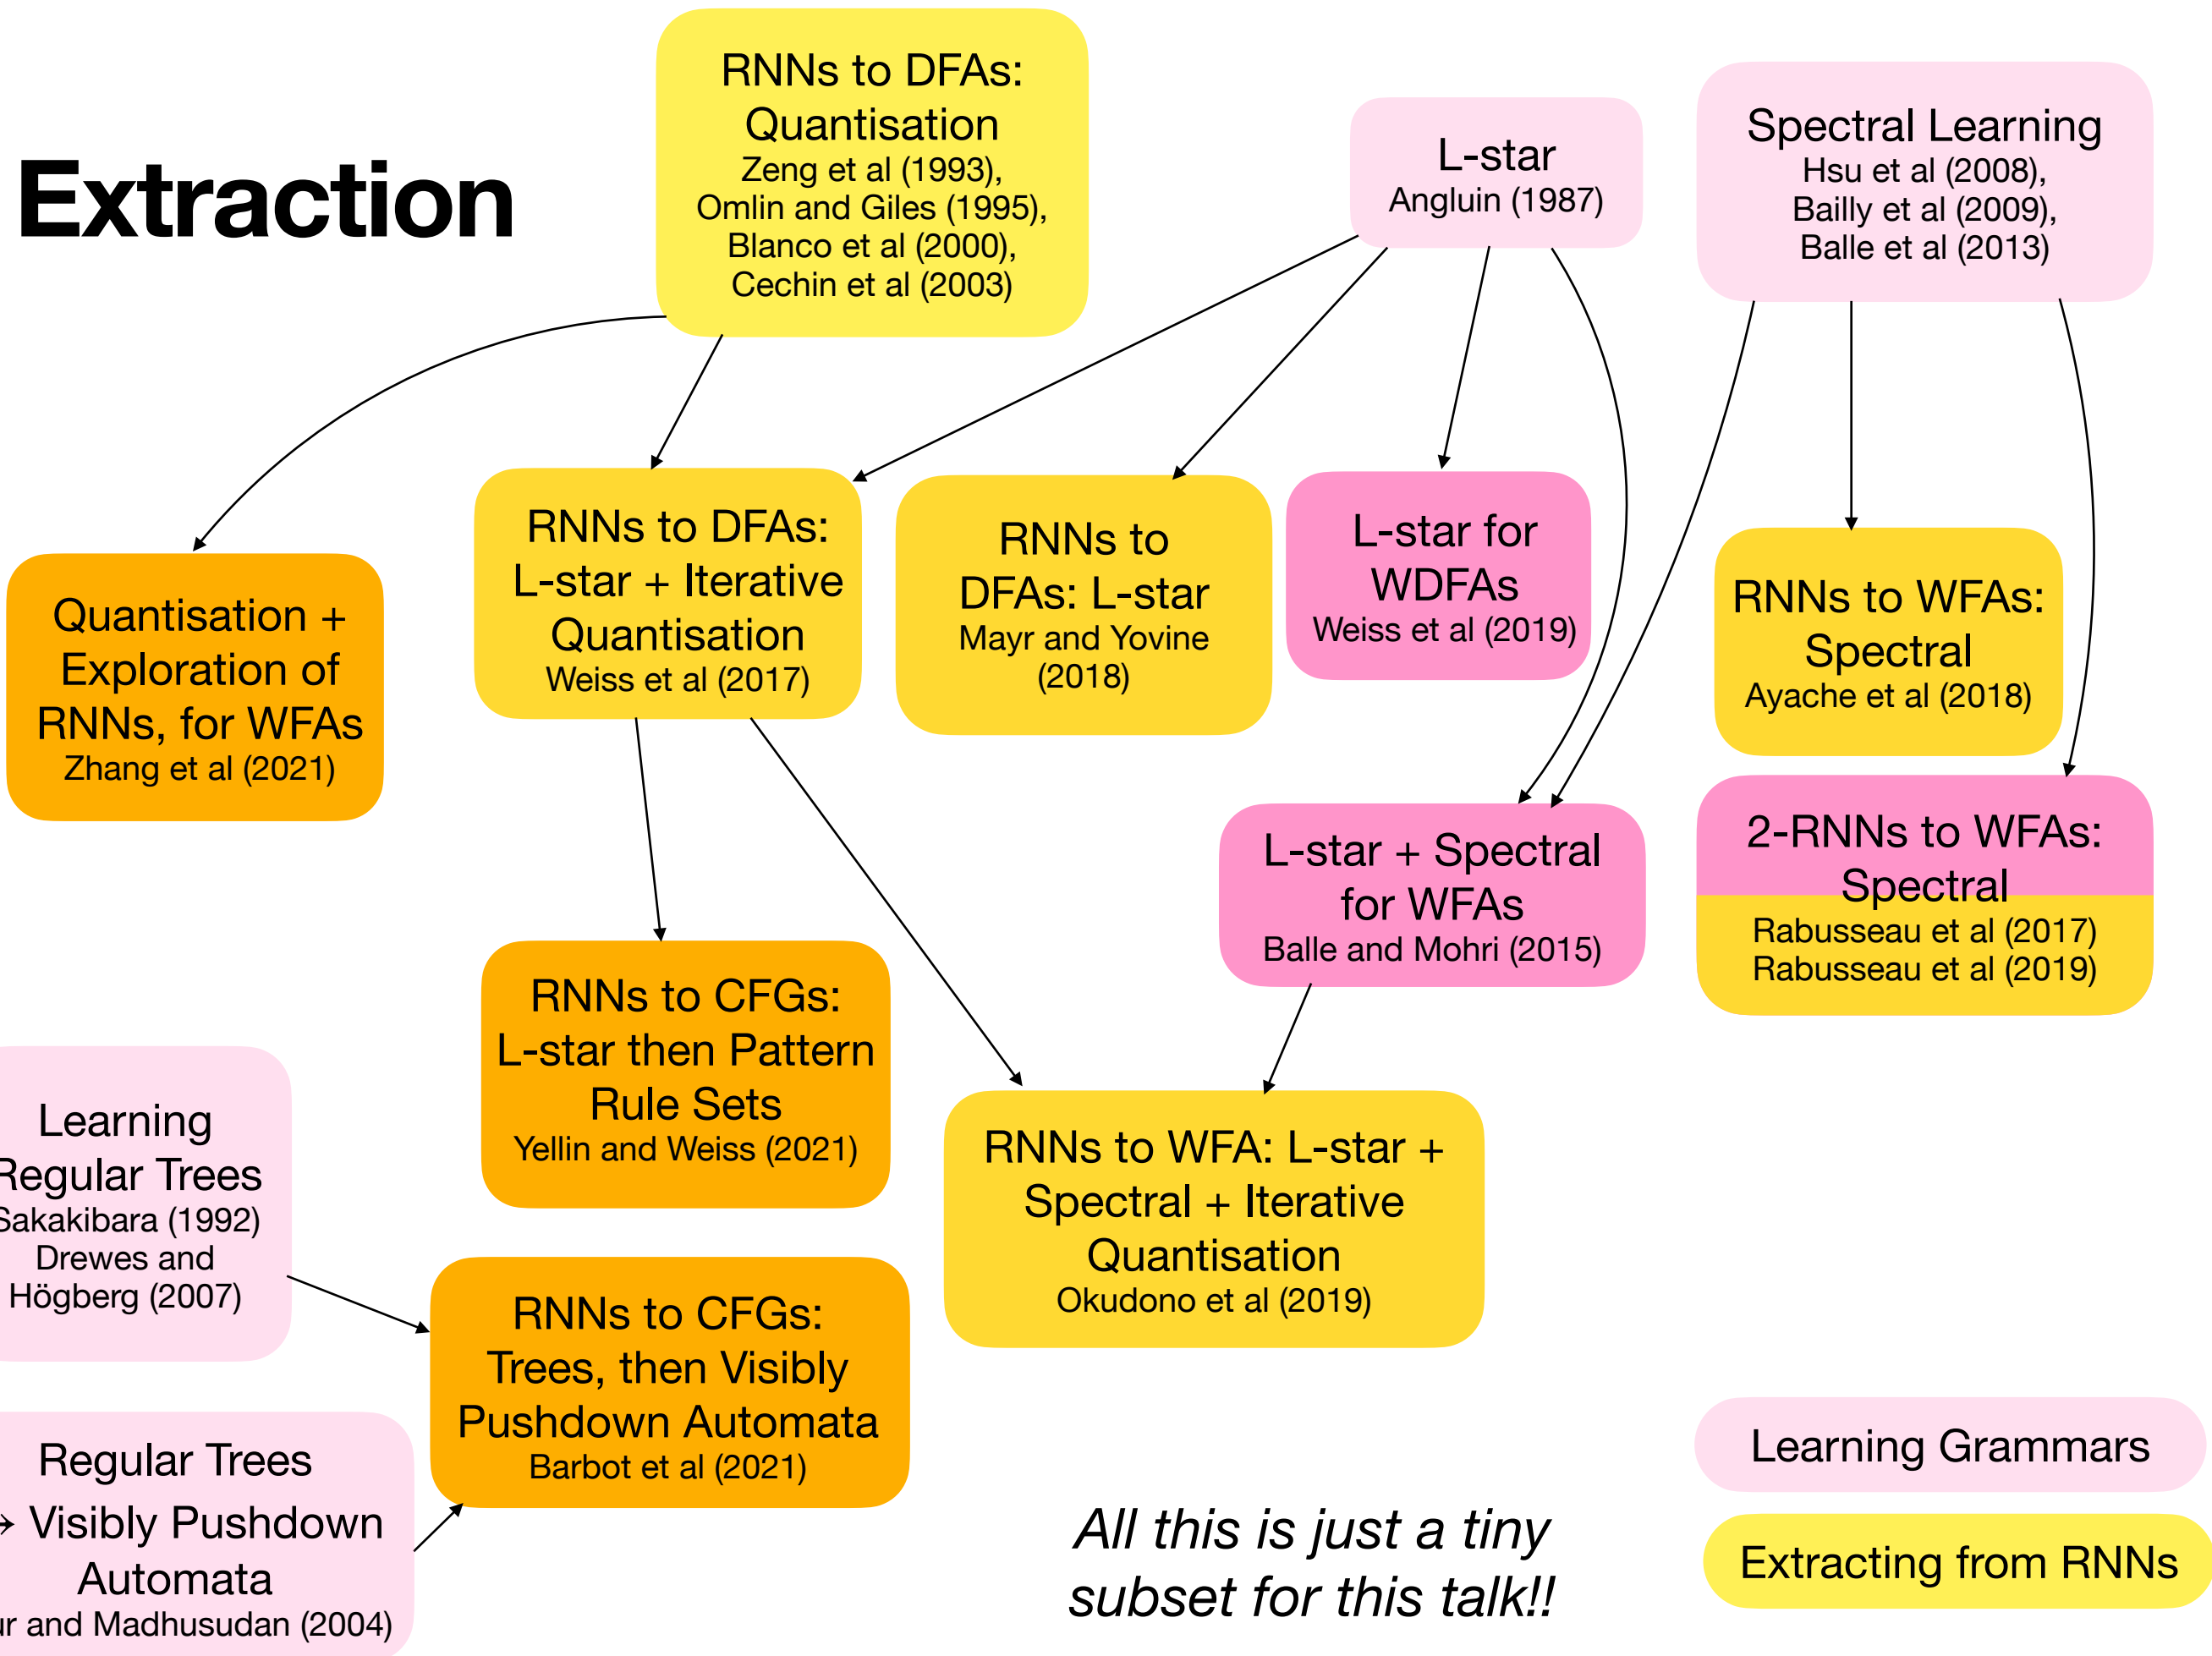 Extraction
RNNs to DFAs:
Quantisation
Zeng et al (1993),
Omlin and Giles (1995),
Blanco et al (2000),
Cechin et al (2003)
L-star
Angluin (1987)
Spectral Learning
Hsu et al (2008),
Bailly et al (2009),
Balle et al (2013)
Quantisation +
Exploration of
RNNs, for WFAs
Zhang et al (2021)
RNNs to DFAs:
L-star + Iterative
Quantisation
Weiss et al (2017)
RNNs to
DFAs: L-star
Mayr and Yovine
(2018)
L-star for
WDFAs
Weiss et al (2019)
RNNs to WFAs:
Spectral
Ayache et al (2018)
L-star + Spectral
for WFAs
Balle and Mohri (2015)
2-RNNs to WFAs:
Spectral
Rabusseau et al (2017)
Rabusseau et al (2019)
RNNs to CFGs:
L-star then Pattern
Rule Sets
Yellin and Weiss (2021)
RNNs to WFA: L-star +
Spectral + Iterative
Quantisation
Okudono et al (2019)
Learning
Regular Trees
Sakakibara (1992)
Drewes and
Högberg (2007)
RNNs to CFGs:
Trees, then Visibly
Pushdown Automata
Barbot et al (2021)
Regular Trees
→ Visibly Pushdown
Automata
and Madhusudan (2004)
All this is just a tiny
subset for this talk!!
Learning Grammars
Extracting from RNNs